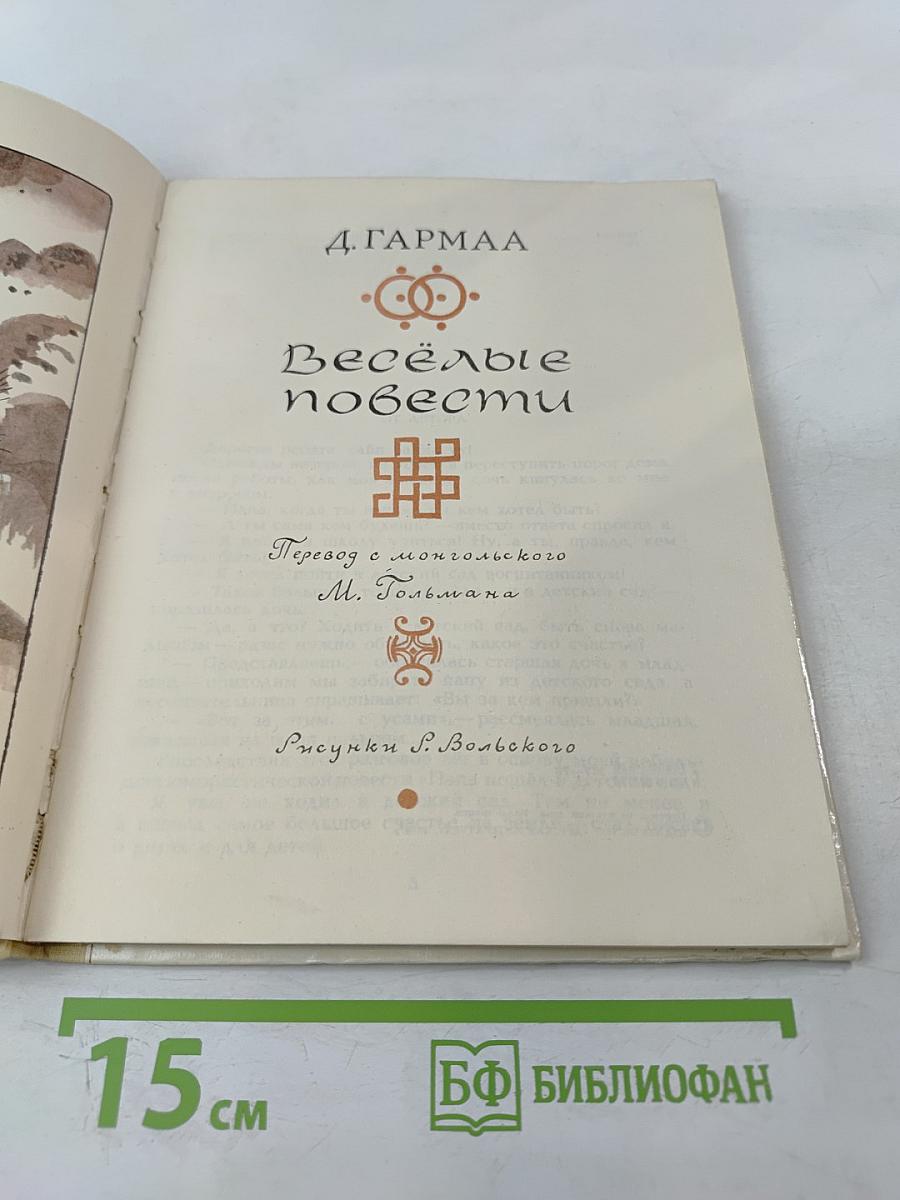 Д. ГАРМАА
Весёлые
повести
Перевод с монгольского
М. Гольмана
Рисунки Г. Вольского
15 см
БФ БИБЛИОФАН